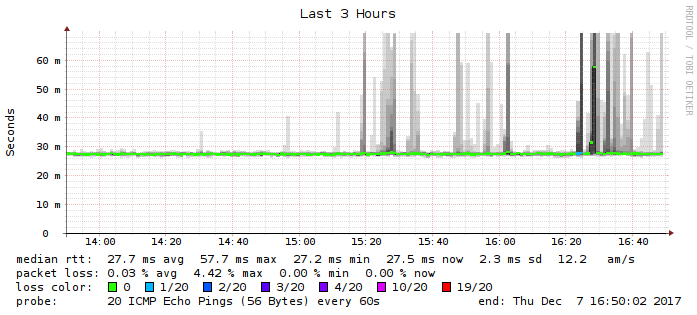 Last 3 Hours
RRDTOOL / TOBI OETIKER
Seconds
60 m
50 m
40 m
30 m
20 m
10 m
0
14:00 14:20 14:40 15:00 15:20 15:40 16:00 16:20 16:40
median rtt: 27.7 ms avg 57.7 ms max 27.2 ms min 27.5 ms now 2.3 ms sd 12.2 am/s
packet loss: 0.03 % avg 4.42 % max 0.00 % min 0.00 % now
loss color: 0 1/20 2/20 3/20 4/20 10/20 19/20
probe: 20 ICMP Echo Pings (56 Bytes) every 60s end: Thu Dec 7 16:50:02 2017